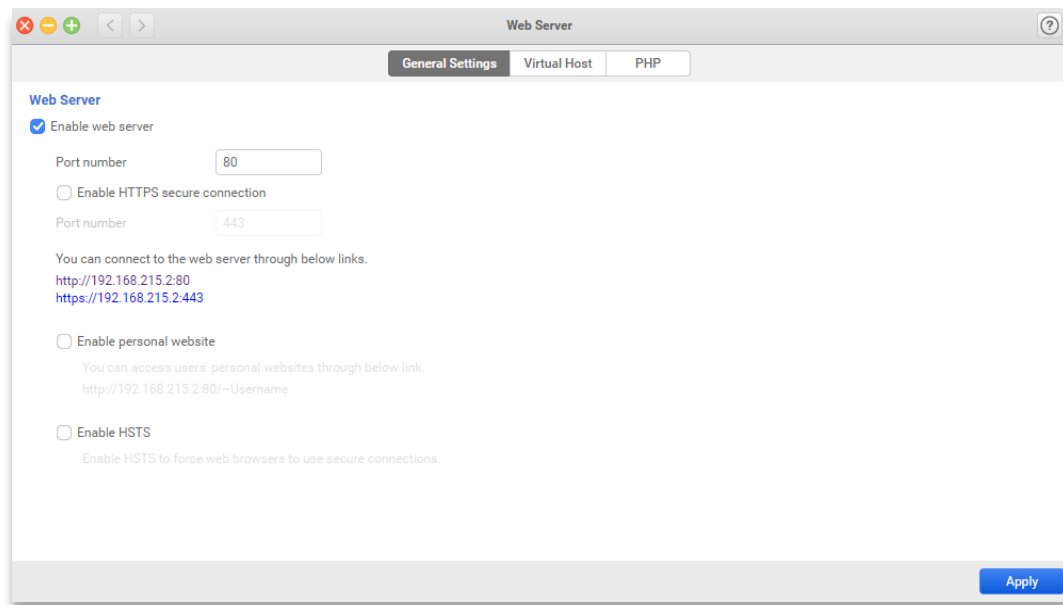 Web Server
?
General Settings Virtual Host PHP
Web Server
Enable web server
Port number 80
Enable HTTPS secure connection
Port number 443
You can connect to the web server through below links.
http://192.168.215.2:80
https://192.168.215.2:443
Enable personal website
You can access users' personal websites through below link.
http://192.168.215.2:80/~Username
Enable HSTS
Enable HSTS to force web browsers to use secure connections.
Apply